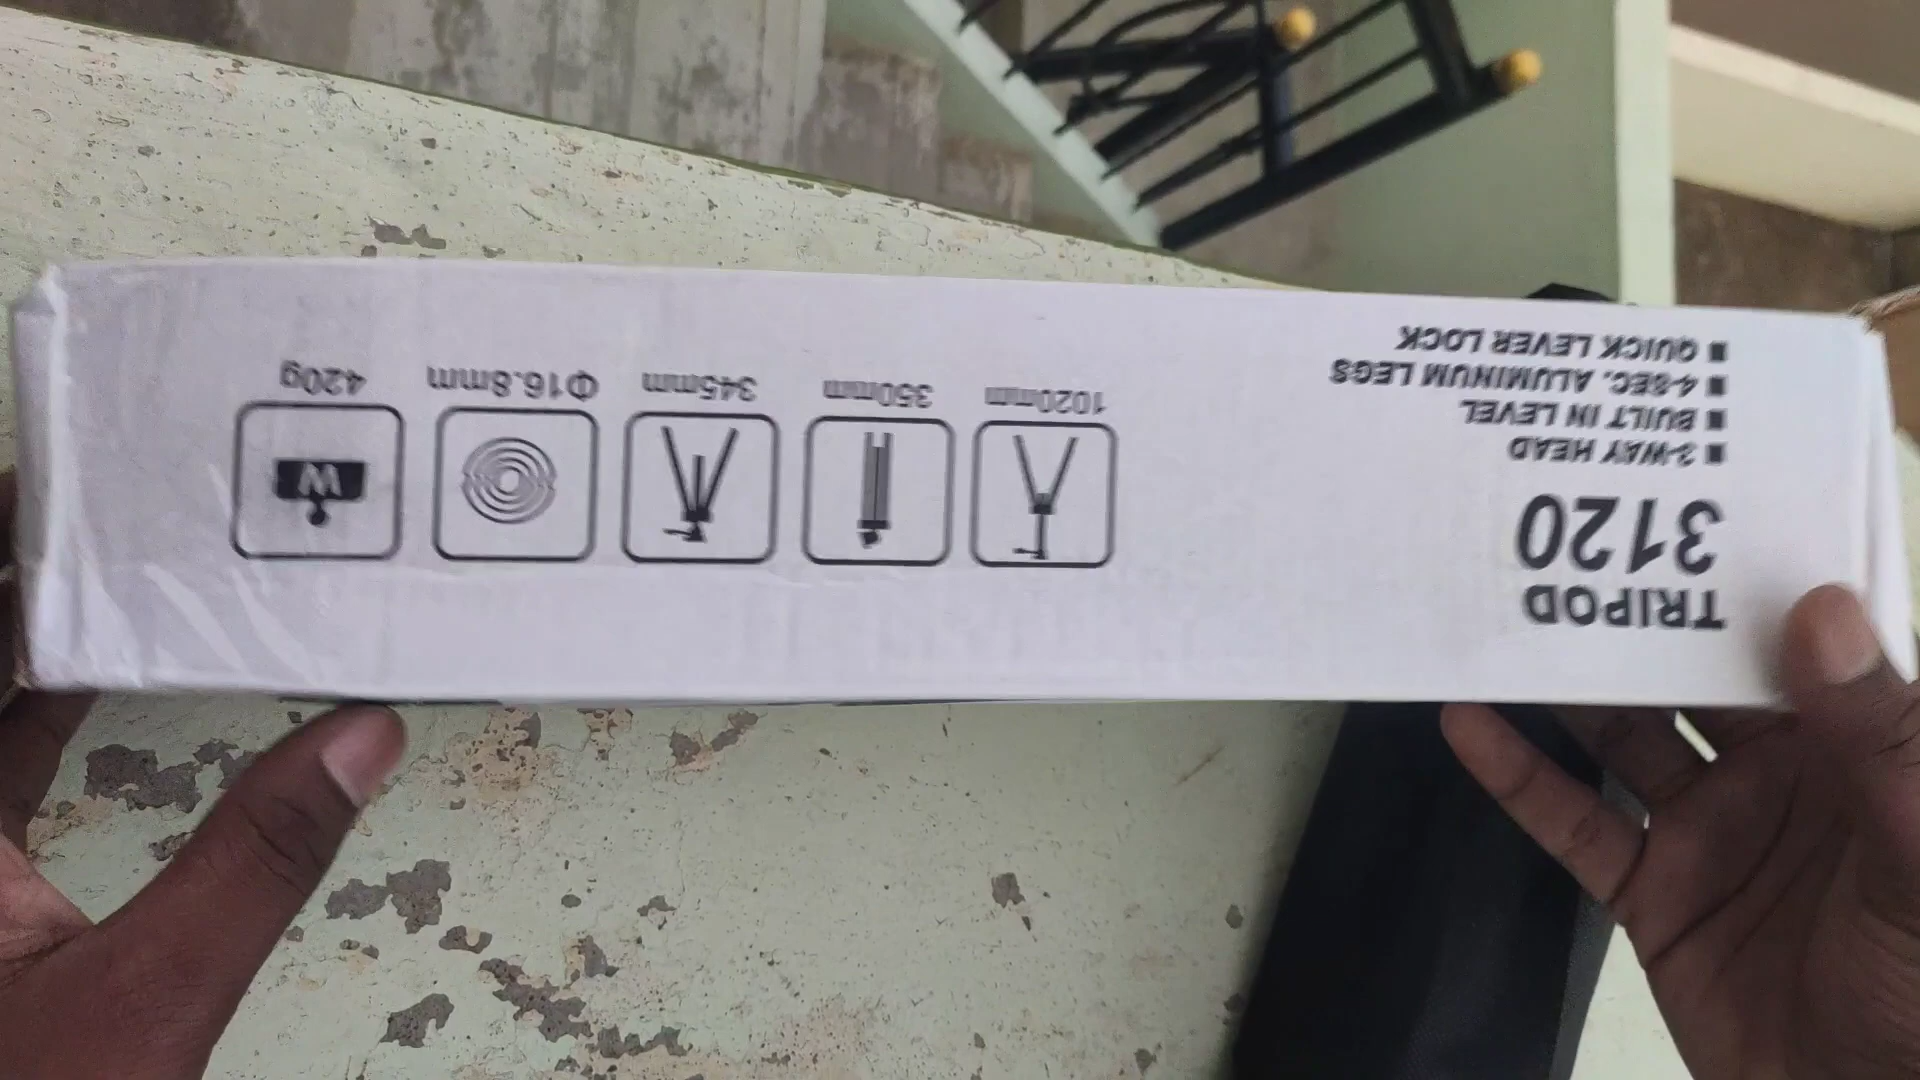 TRIPOD
3120
■ 3-WAY HEAD
■ BUILT IN LEVEL
■ 4-SEC. ALUMINUM LEGS
■ QUICK LEVER LOCK
1020mm
350mm
345mm
Φ16.8mm
W
420g